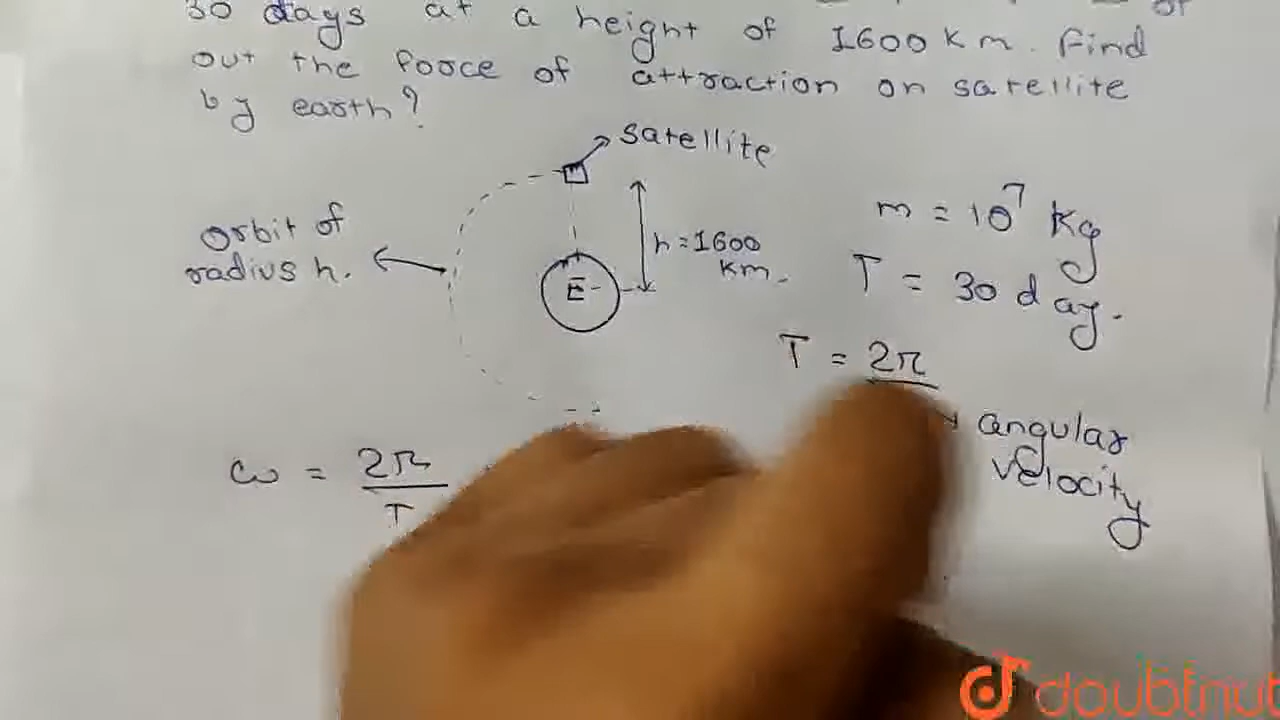 30 days at a height of 1600 Km. Find
out the force of attraction on satellite
by earth?
satellite
orbit of
radius h.
h=1600
km.
E
m = 10⁷ Kg
T = 30 day.
T = 2π
angular
velocity
ω = 2π
T
doubtnut